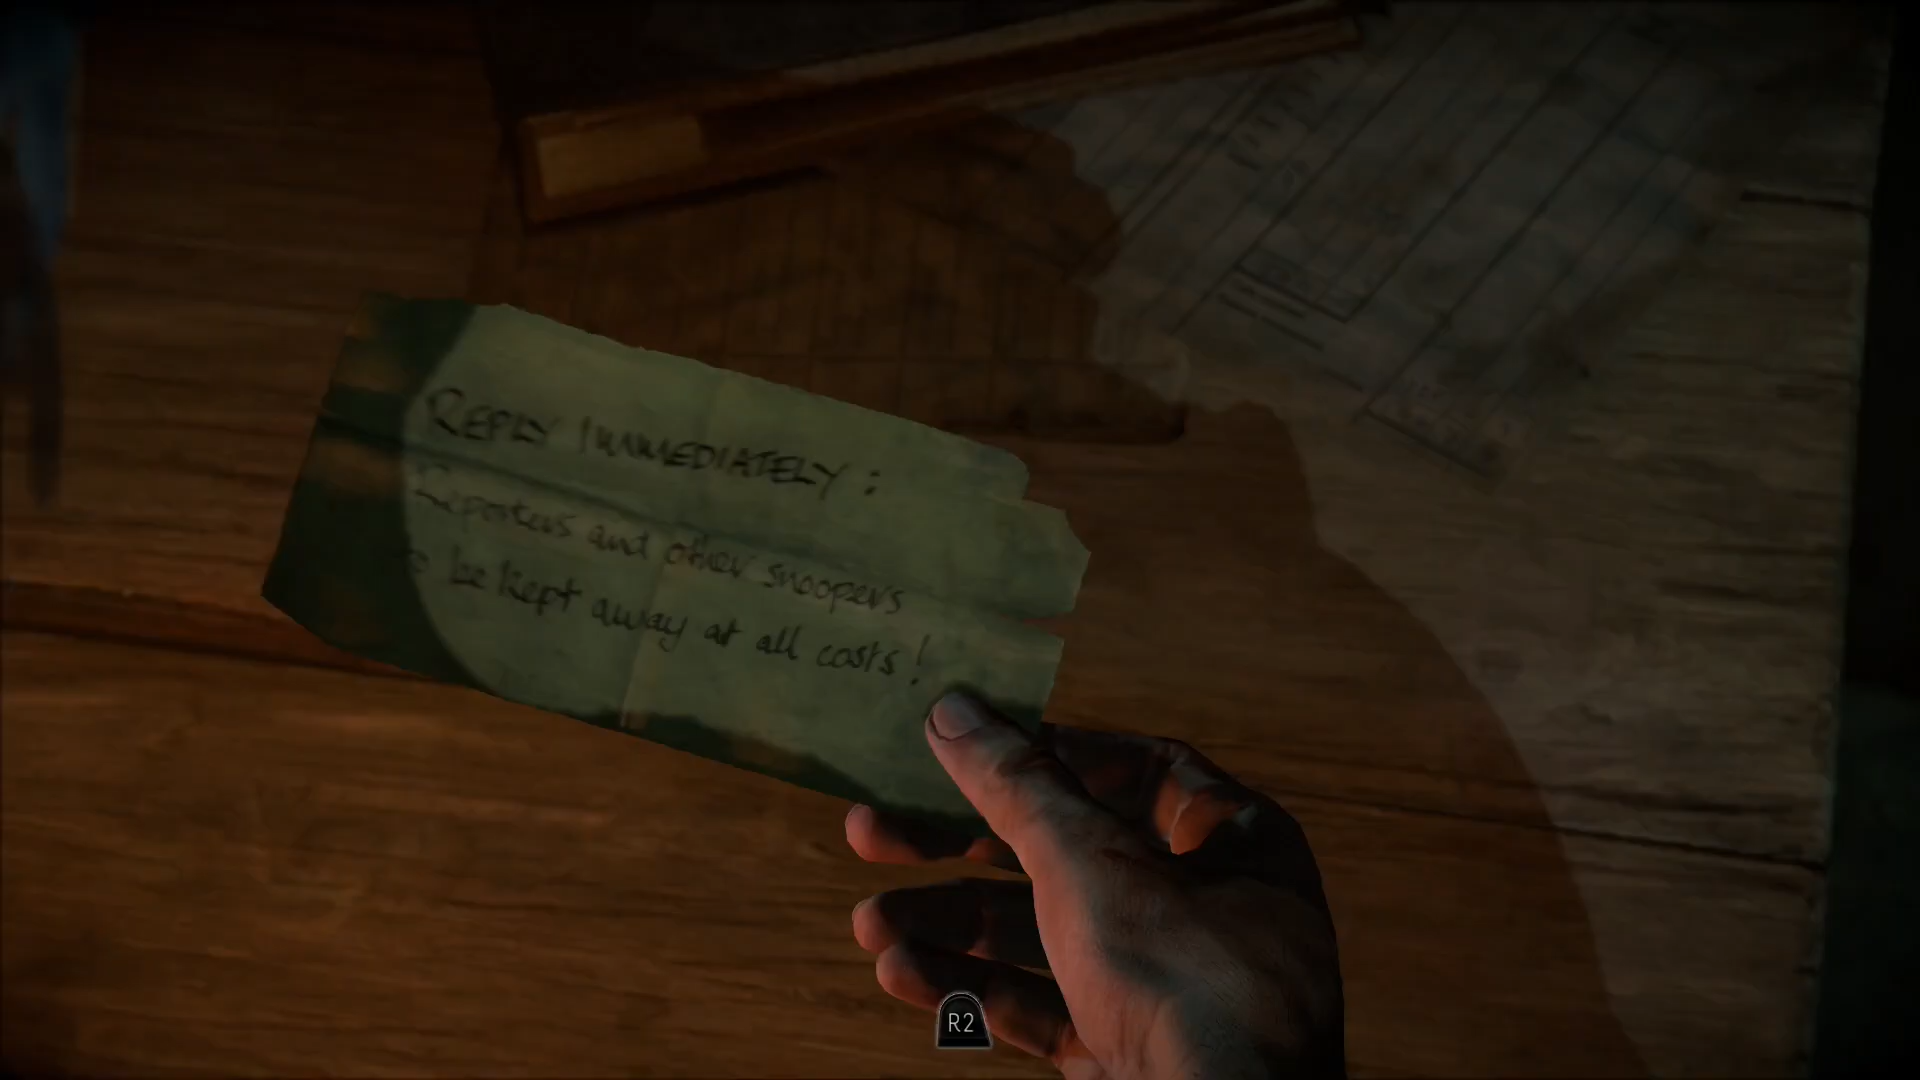 REPLY IMMEDIATELY :
Reporters and other snoopers
be kept away at all costs !
R2